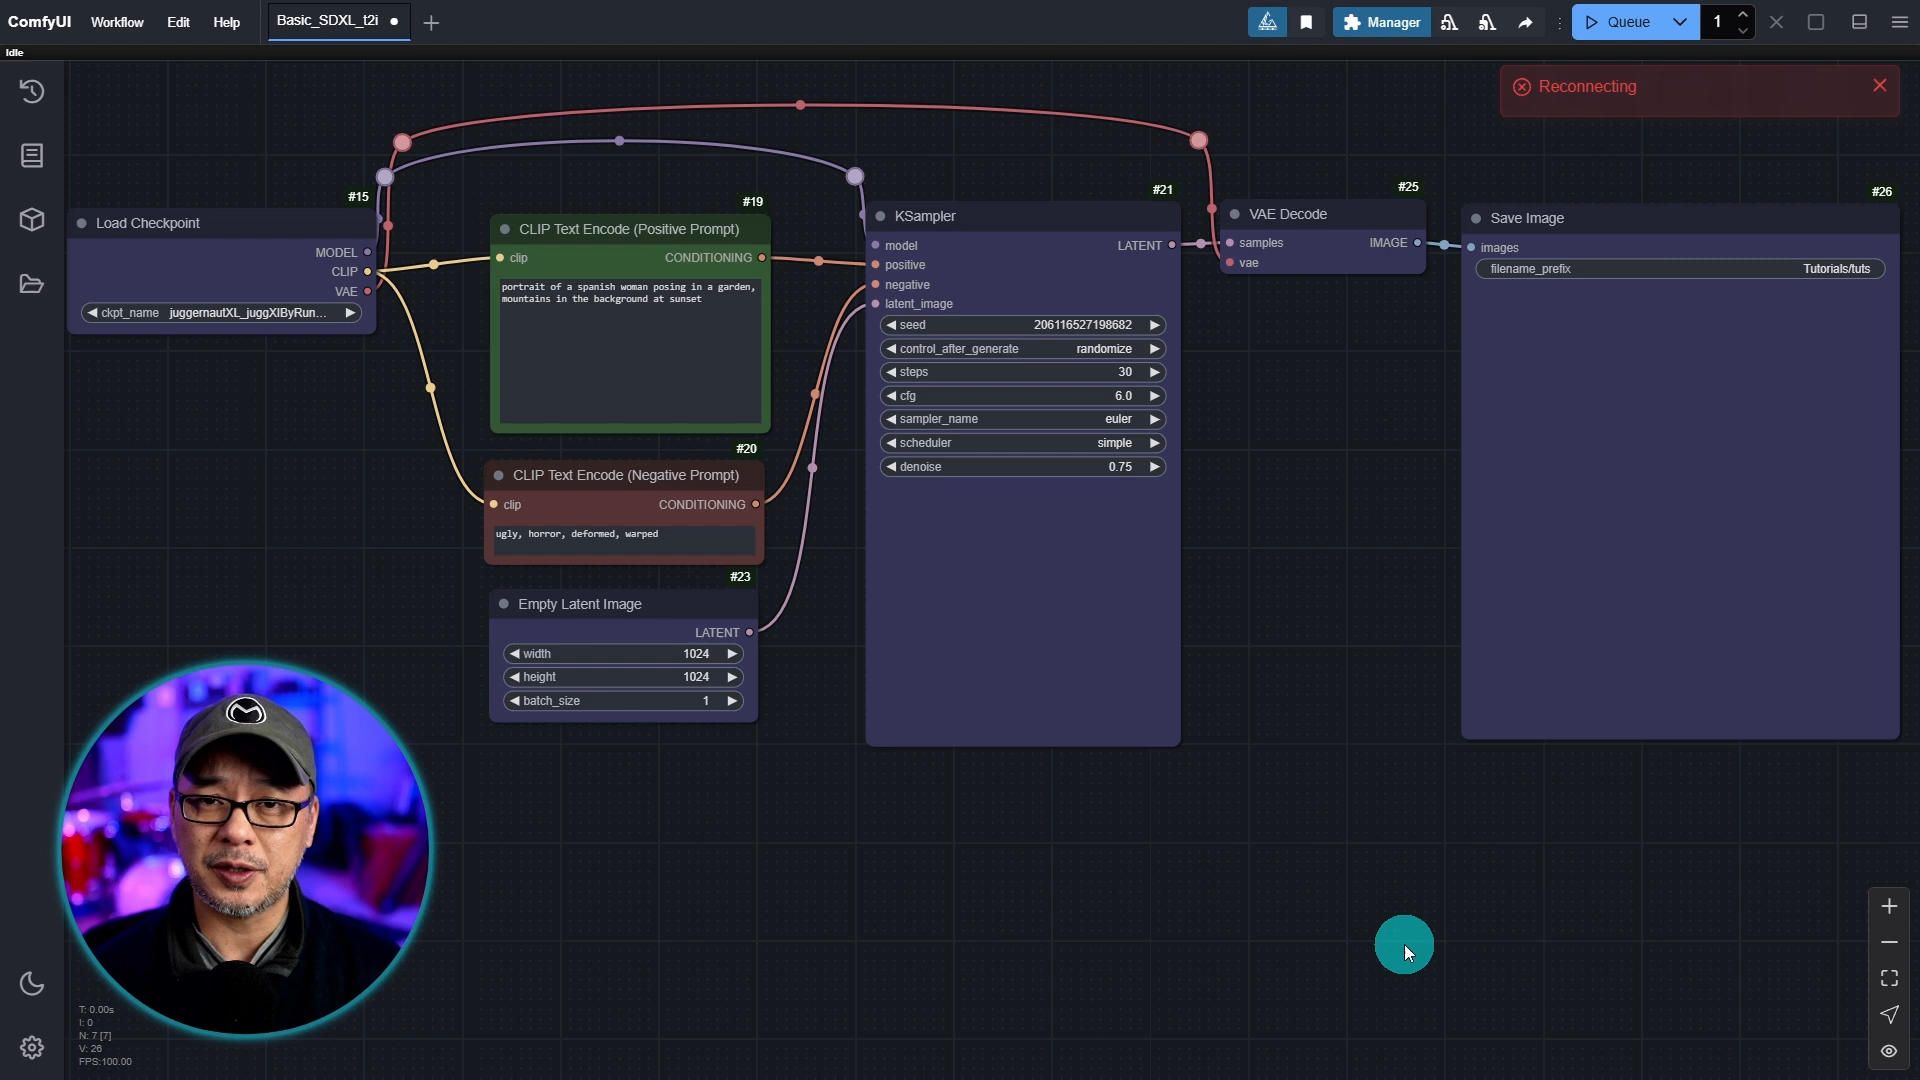 ComfyUI
Workflow
Edit
Help
Basic_SDXL_t2i
Manager
Queue
1
Idle
Reconnecting
#15
Load Checkpoint
MODEL
CLIP
VAE
ckpt_name juggernautXL_juggXlByRun...
#19
CLIP Text Encode (Positive Prompt)
clip CONDITIONING
portrait of a spanish woman posing in a garden,
mountains in the background at sunset
#20
CLIP Text Encode (Negative Prompt)
clip CONDITIONING
ugly, horror, deformed, warped
#23
Empty Latent Image
LATENT
width 1024
height 1024
batch_size 1
#21
KSampler
model LATENT
positive
negative
latent_image
seed 206116527198682
control_after_generate randomize
steps 30
cfg 6.0
sampler_name euler
scheduler simple
denoise 0.75
#25
VAE Decode
samples IMAGE
vae
#26
Save Image
images
filename_prefix Tutorials/tuts
T: 0.00s
I: 0
N: 7 [7]
V: 26
FPS:100.00